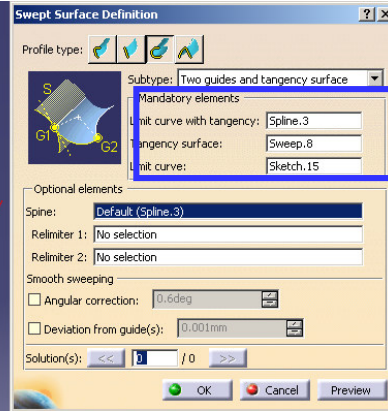 Swept Surface Definition
Profile type:
Subtype: Two guides and tangency surface
Mandatory elements
Limit curve with tangency: Spline.3
Tangency surface: Sweep.8
Limit curve: Sketch.15
S
G1
G2
Optional elements
Spine: Default (Spline.3)
Relimiter 1: No selection
Relimiter 2: No selection
Smooth sweeping
Angular correction: 0.6deg
Deviation from guide(s): 0.001mm
Solution(s): << 0 / 0 >>
OK Cancel Preview